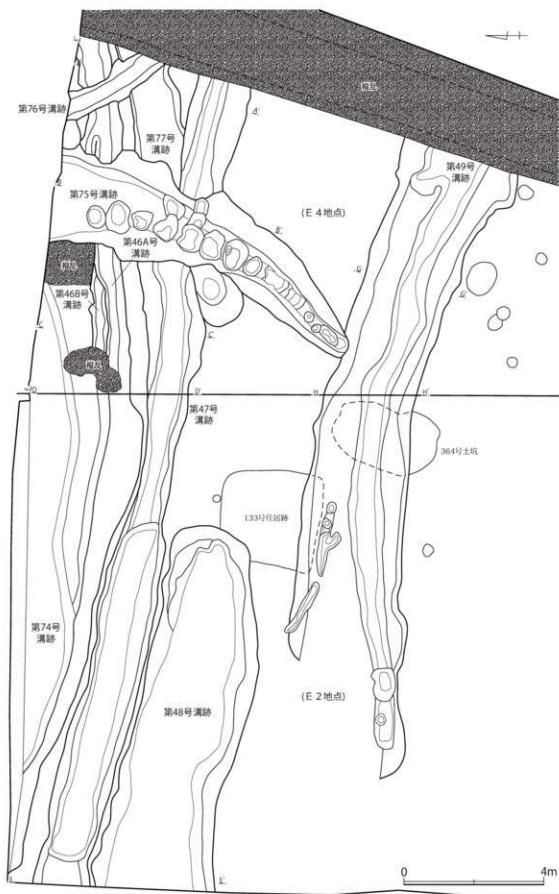 攪乱
第76号溝跡
第77号
溝跡
第49号
溝跡
第75号溝跡
(E 4地点)
第46A号
溝跡
攪乱
第46B号
溝跡
攪乱
D'
H
H'
第47号
溝跡
364号土坑
133号住居跡
第74号
溝跡
(E 2地点)
第48号溝跡
0
4m